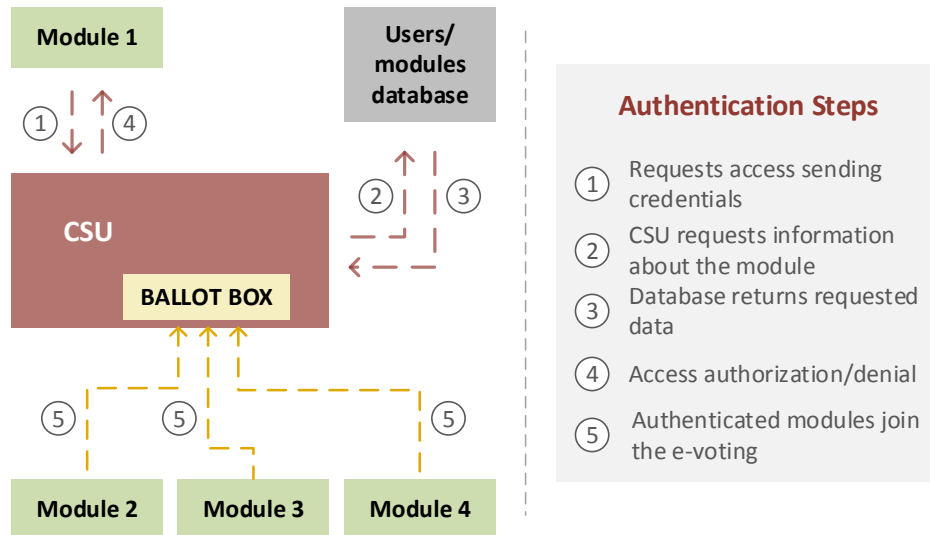 Module 1
Users/
modules
database
1
4
2
3
CSU
BALLOT BOX
5
5
5
Module 2
Module 3
Module 4
Authentication Steps
1
Requests access sending
credentials
2
CSU requests information
about the module
3
Database returns requested
data
4
Access authorization/denial
5
Authenticated modules join
the e-voting